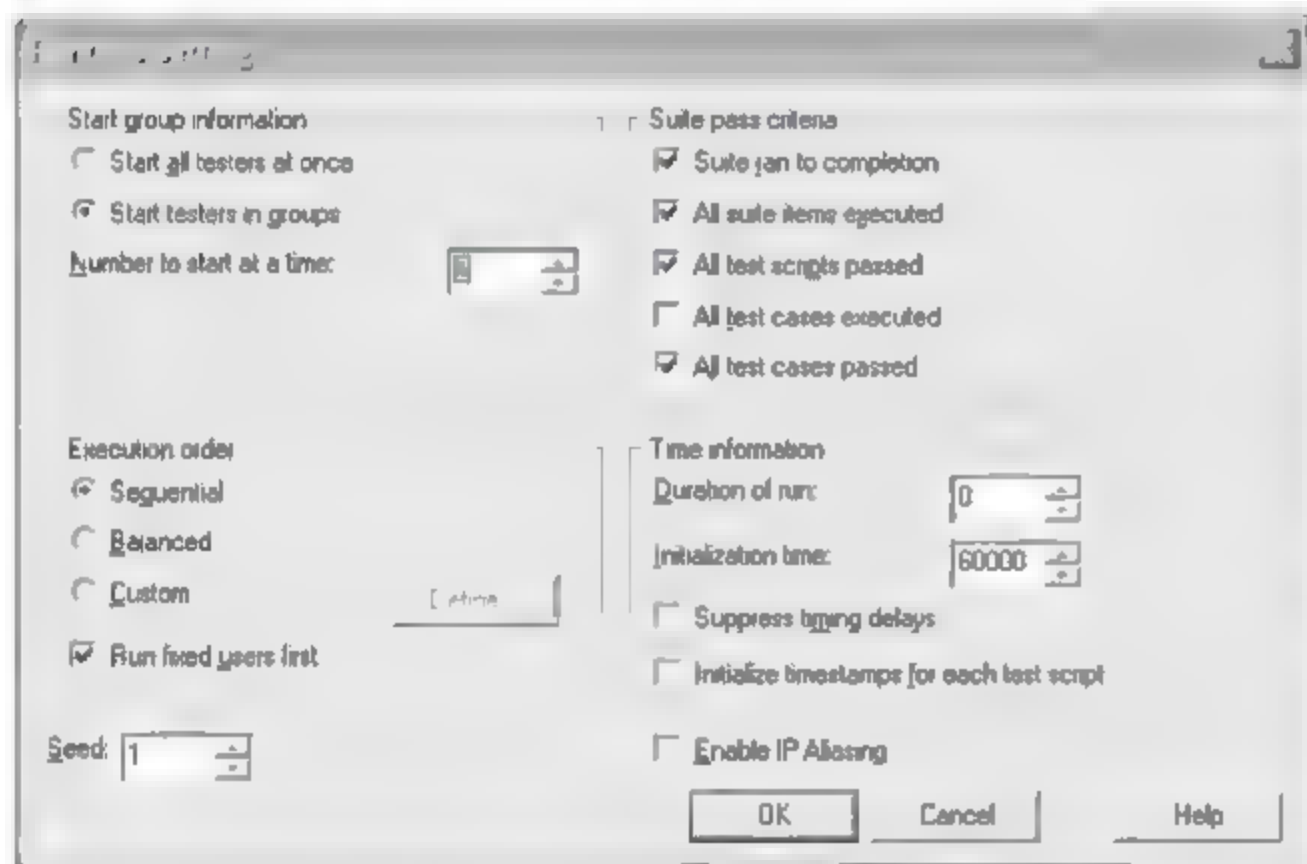 Start group information
Start all testers at once
Start testers in groups
Number to start at a time:
Suite pass criteria
Suite ran to completion
All suite items executed
All test scripts passed
All test cases executed
All test cases passed
Execution order
Sequential
Balanced
Custom
Run fixed users first
Seed: 1
Time information
Duration of run: 0
Initialization time: 60000
Suppress timing delays
Initialize timestamps for each test script
Enable IP Aliasing
OK Cancel Help